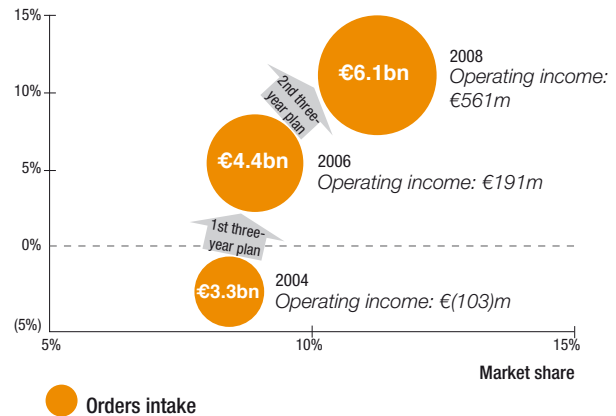 15%
10%
5%
0%
(5%)
5%
10%
15%
Market share
€6.1bn
2008
Operating income:
€561m
2nd three-
year plan
€4.4bn
2006
Operating income: €191m
1st three-
year plan
€3.3bn
2004
Operating income: €(103)m
Orders intake